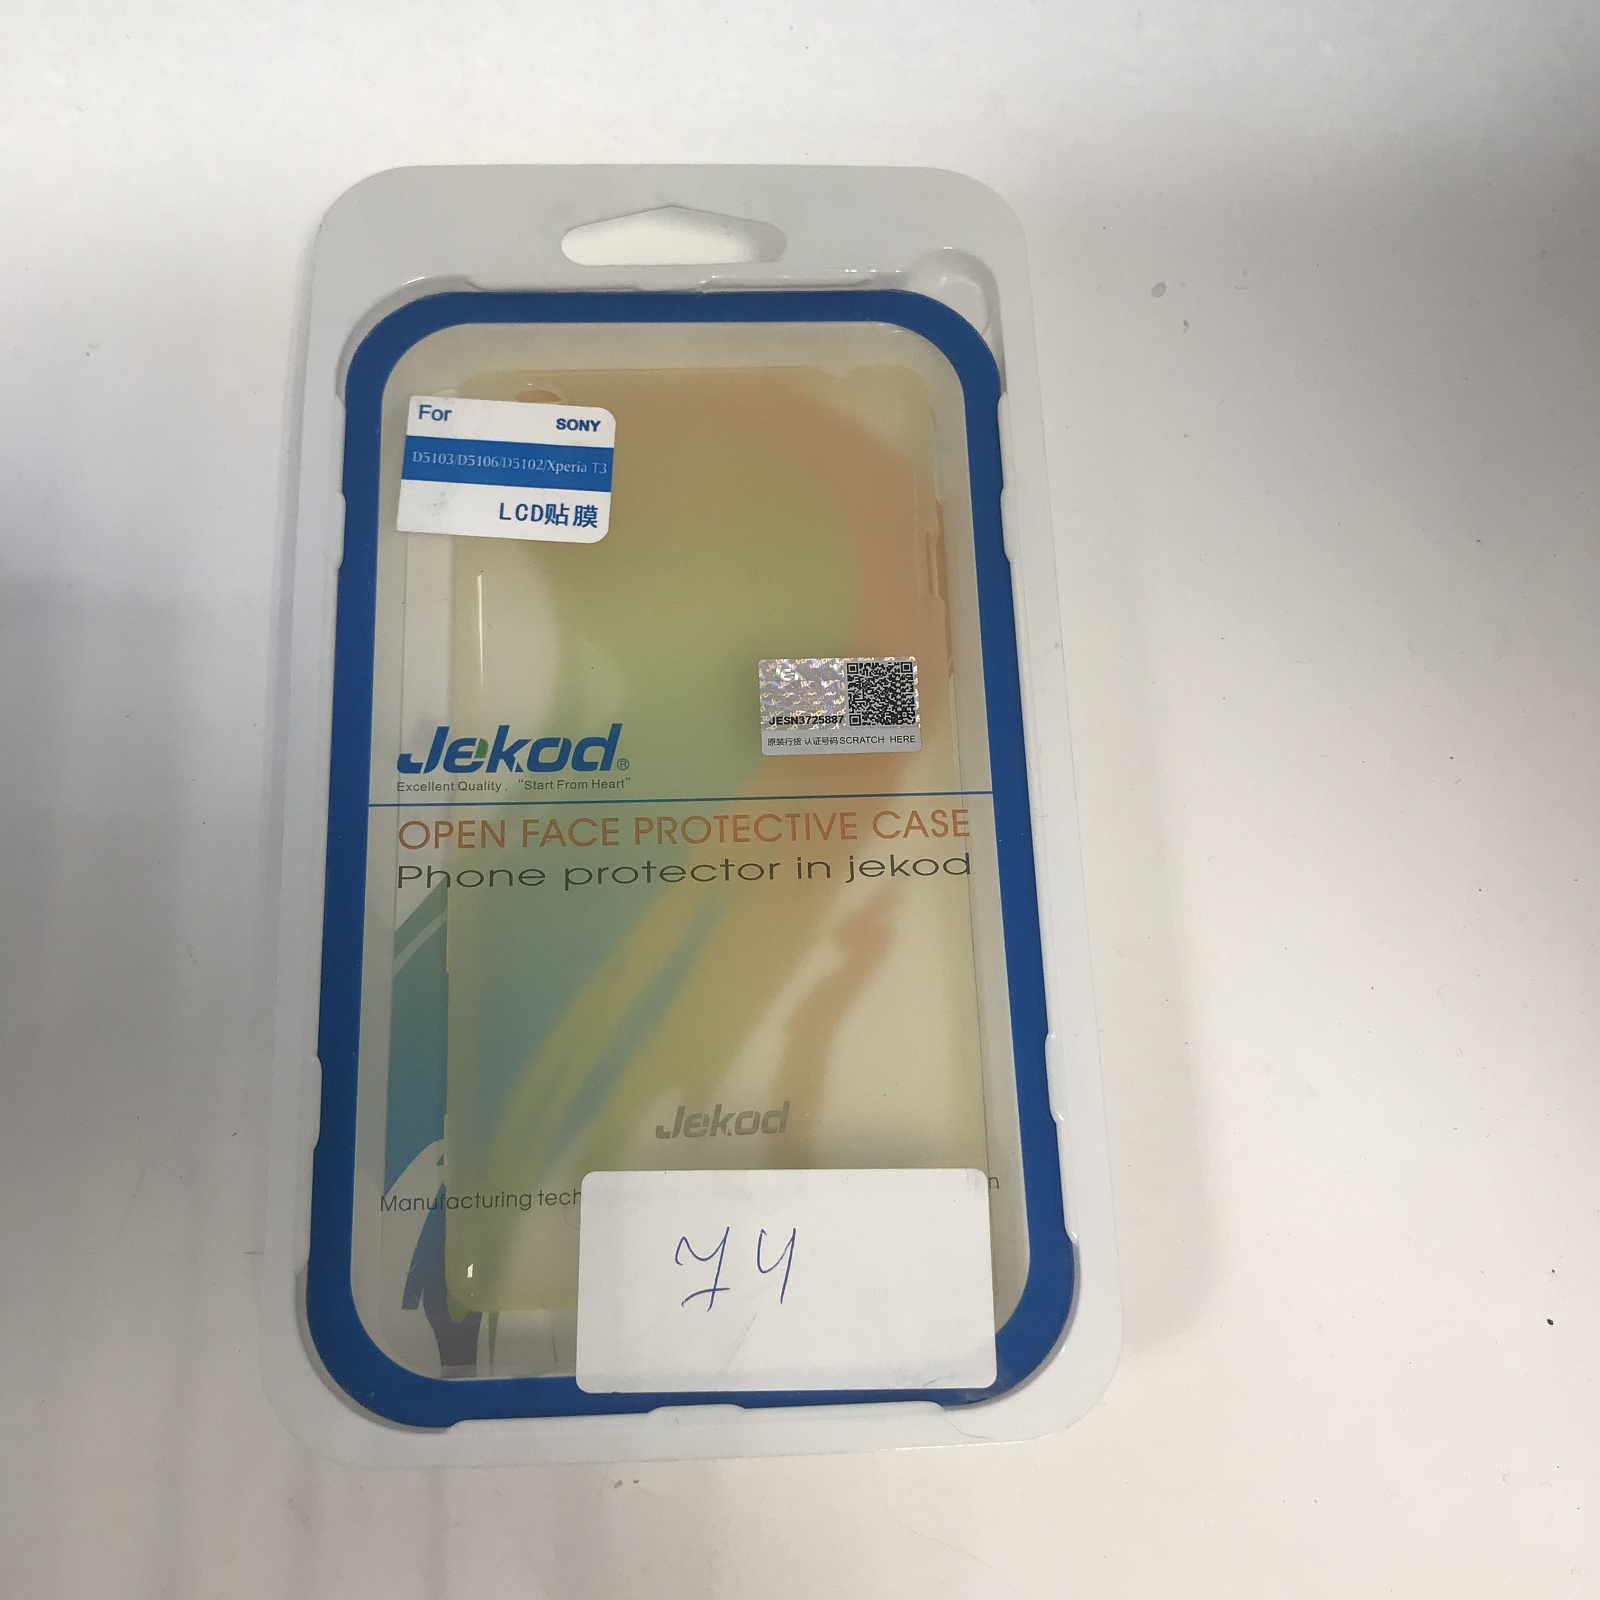 For
SONY
D5103/D5106/D5102/Xperia T3
LCD贴膜
JESN3725887
原装行货 认证号码 SCRATCH HERE
Jekod®
Excellent Quality. "Start From Heart"
OPEN FACE PROTECTIVE CASE
Phone protector in jekod
Jekod
Manufacturing tech
n
74